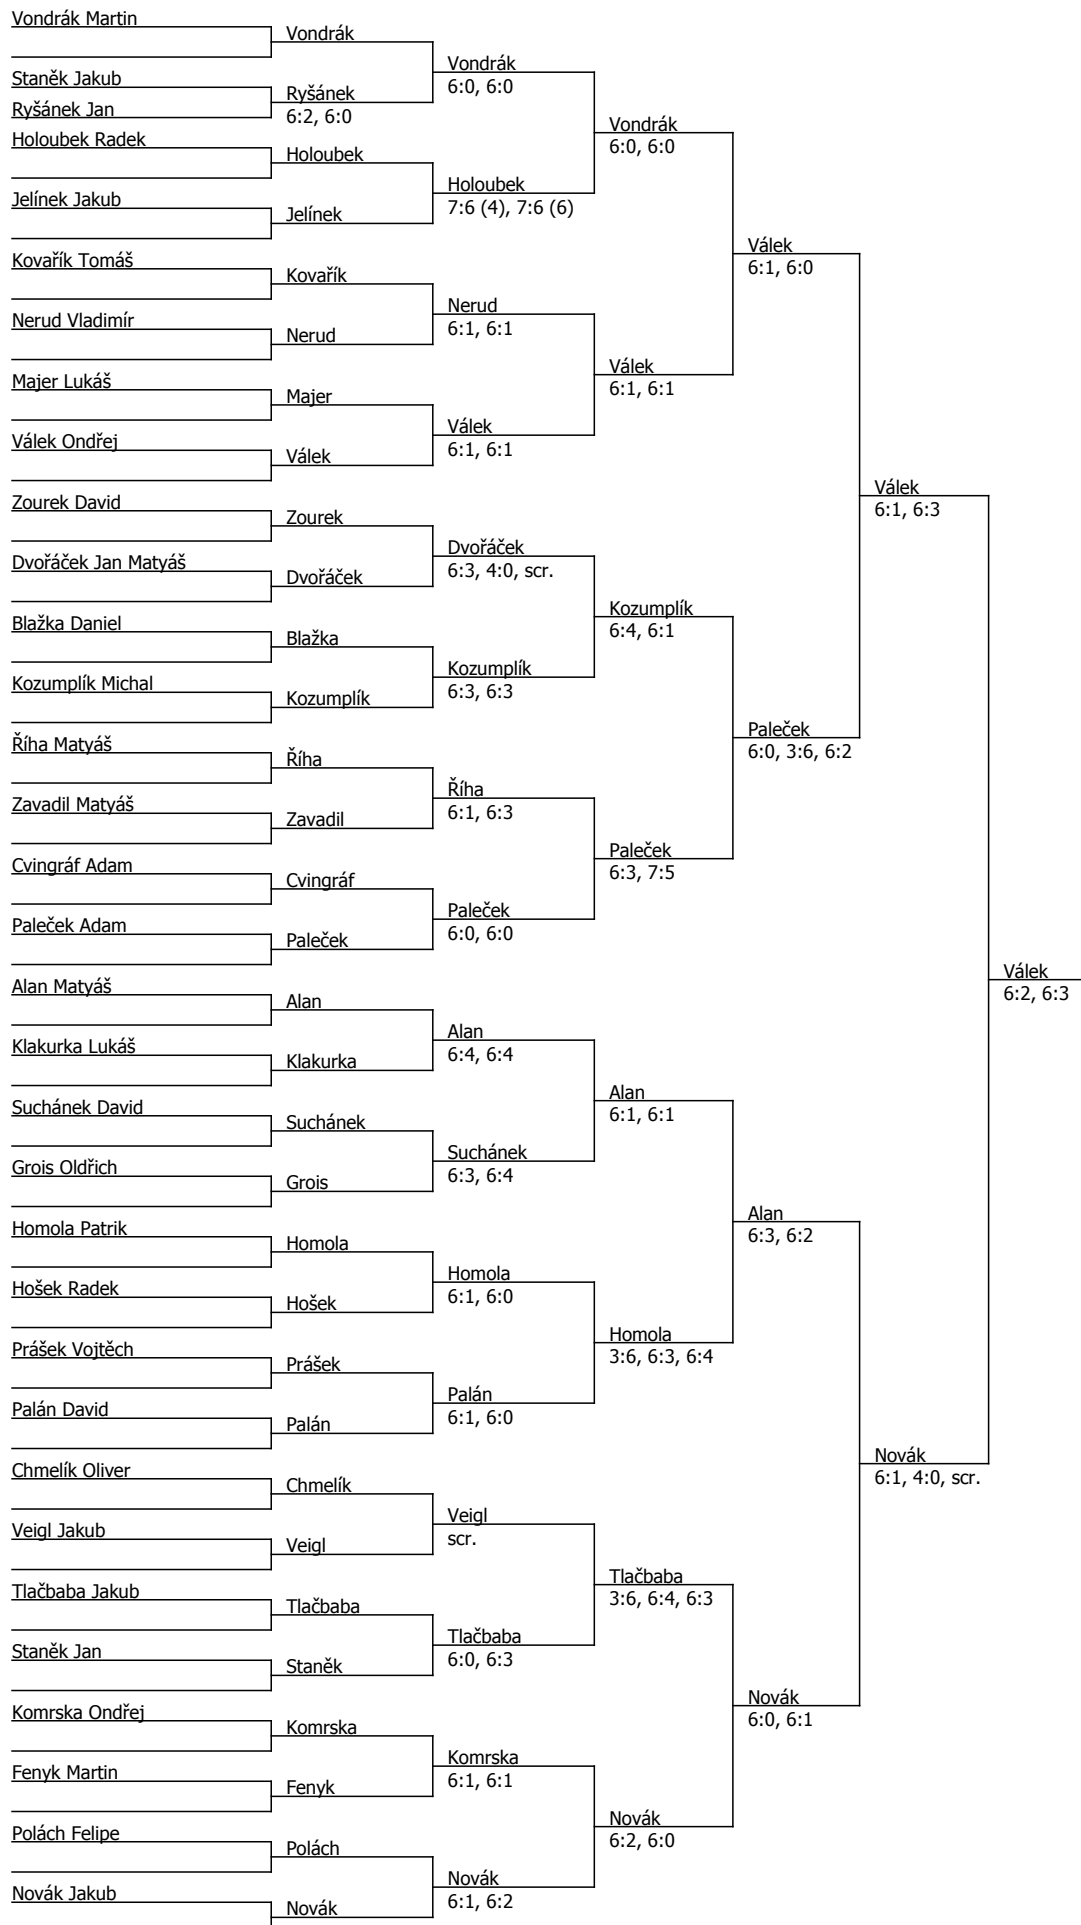 Vondrák Martin
Staněk Jakub
Ryšánek Jan
Holoubek Radek
Jelínek Jakub
Kovařík Tomáš
Nerud Vladimír
Majer Lukáš
Válek Ondřej
Zourek David
Dvořáček Jan Matyáš
Blažka Daniel
Kozumplík Michal
Říha Matyáš
Zavadil Matyáš
Cvingráf Adam
Paleček Adam
Alan Matyáš
Klakurka Lukáš
Suchánek David
Grois Oldřich
Homola Patrik
Hošek Radek
Prášek Vojtěch
Palán David
Chmelík Oliver
Veigl Jakub
Tlačbaba Jakub
Staněk Jan
Komrska Ondřej
Fenyk Martin
Polách Felipe
Novák Jakub
Vondrák
Ryšánek
6:2, 6:0
Holoubek
Jelínek
Kovařík
Nerud
Majer
Válek
Zourek
Dvořáček
Blažka
Kozumplík
Říha
Zavadil
Cvingráf
Paleček
Alan
Klakurka
Suchánek
Grois
Homola
Hošek
Prášek
Palán
Chmelík
Veigl
Tlačbaba
Staněk
Komrska
Fenyk
Polách
Novák
Vondrák
6:0, 6:0
Holoubek
7:6 (4), 7:6 (6)
Nerud
6:1, 6:1
Válek
6:1, 6:1
Dvořáček
6:3, 4:0, scr.
Kozumplík
6:3, 6:3
Říha
6:1, 6:3
Paleček
6:0, 6:0
Alan
6:4, 6:4
Suchánek
6:3, 6:4
Homola
6:1, 6:0
Palán
6:1, 6:0
Veigl
scr.
Tlačbaba
6:0, 6:3
Komrska
6:1, 6:1
Novák
6:1, 6:2
Vondrák
6:0, 6:0
Válek
6:1, 6:1
Kozumplík
6:4, 6:1
Paleček
6:3, 7:5
Alan
6:1, 6:1
Homola
3:6, 6:3, 6:4
Tlačbaba
3:6, 6:4, 6:3
Novák
6:2, 6:0
Válek
6:1, 6:0
Paleček
6:0, 3:6, 6:2
Alan
6:3, 6:2
Novák
6:0, 6:1
Válek
6:1, 6:3
Novák
6:1, 4:0, scr.
Válek
6:2, 6:3